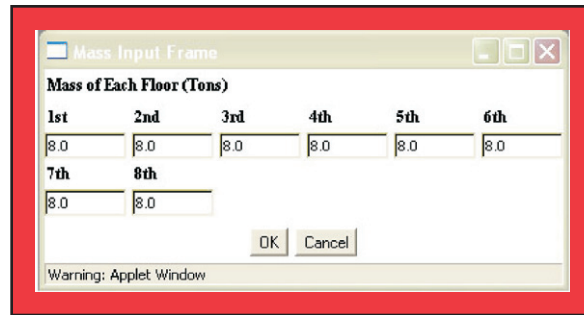 Mass Input Frame
Mass of Each Floor (Tons)
1st 2nd 3rd 4th 5th 6th
8.0 8.0 8.0 8.0 8.0 8.0
7th 8th
8.0 8.0
OK Cancel
Warning: Applet Window